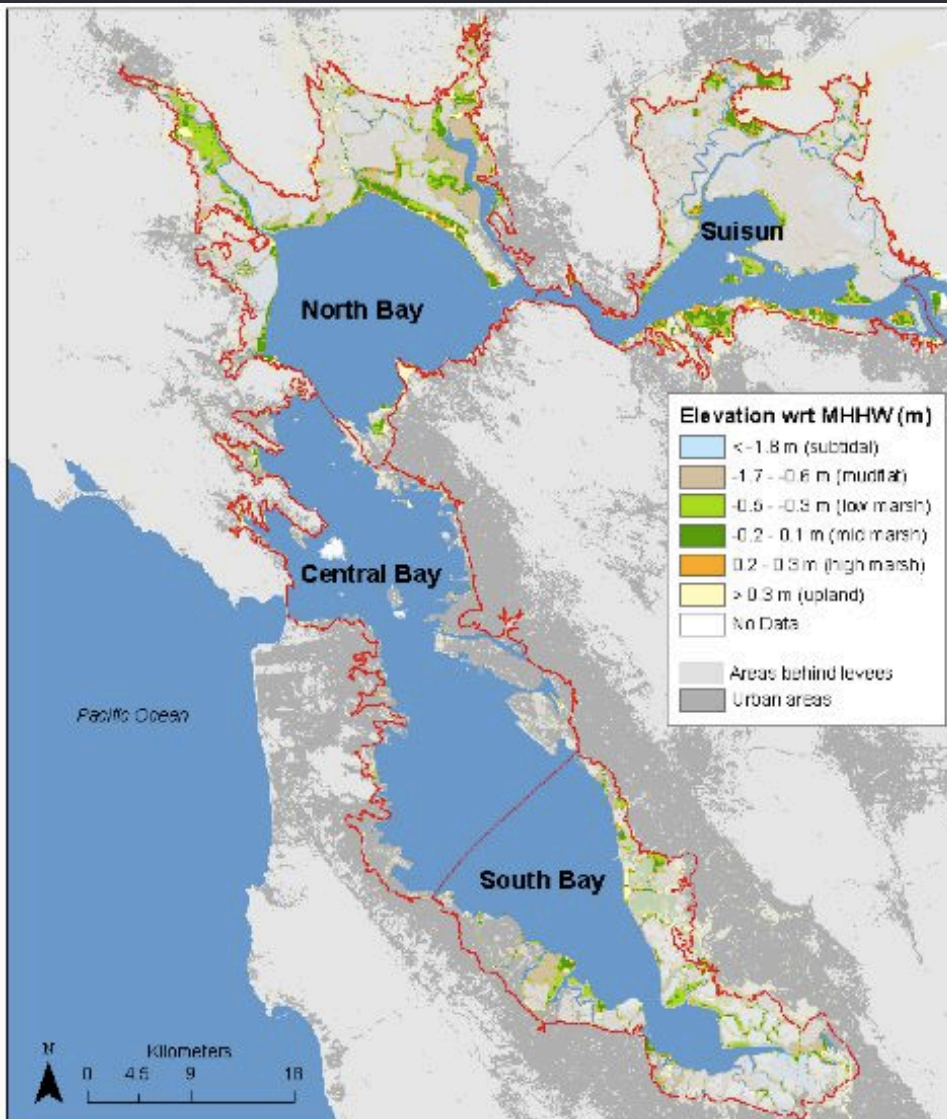 Suisun
North Bay
Elevation wrt MHHW (m)
< -1.8 m (subtidal)
-1.7 - -0.6 m (mudflat)
-0.5 - -0.3 m (low marsh)
-0.2 - 0.1 m (mid marsh)
0.2 - 0.3 m (high marsh)
> 0.3 m (upland)
No Data
Areas behind levees
Urban areas
Central Bay
Pacific Ocean
South Bay
N
Kilometers
0 4.5 9 18